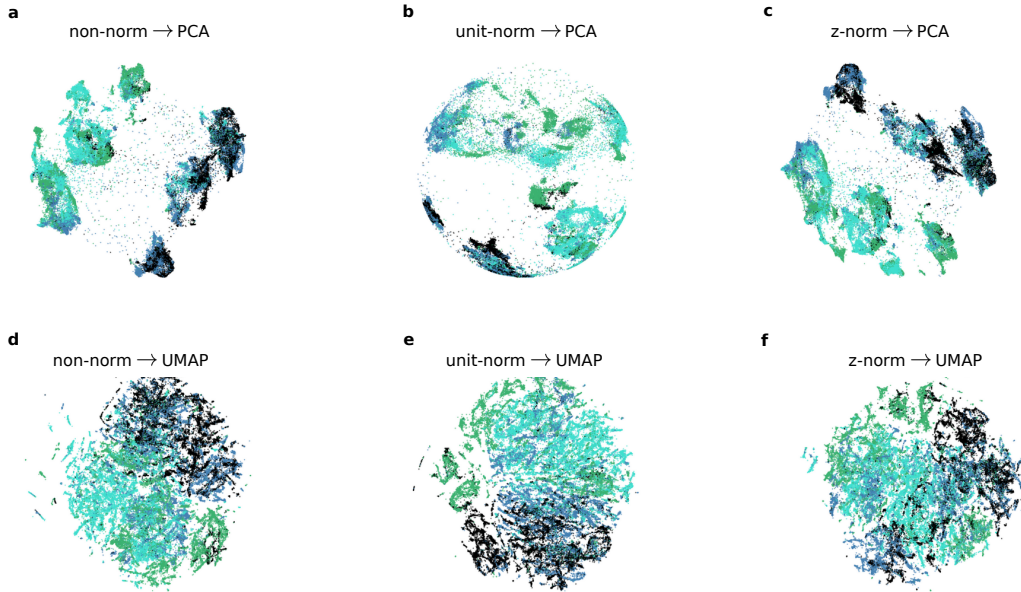 a
non-norm → PCA
b
unit-norm → PCA
c
z-norm → PCA
d
non-norm → UMAP
e
unit-norm → UMAP
f
z-norm → UMAP